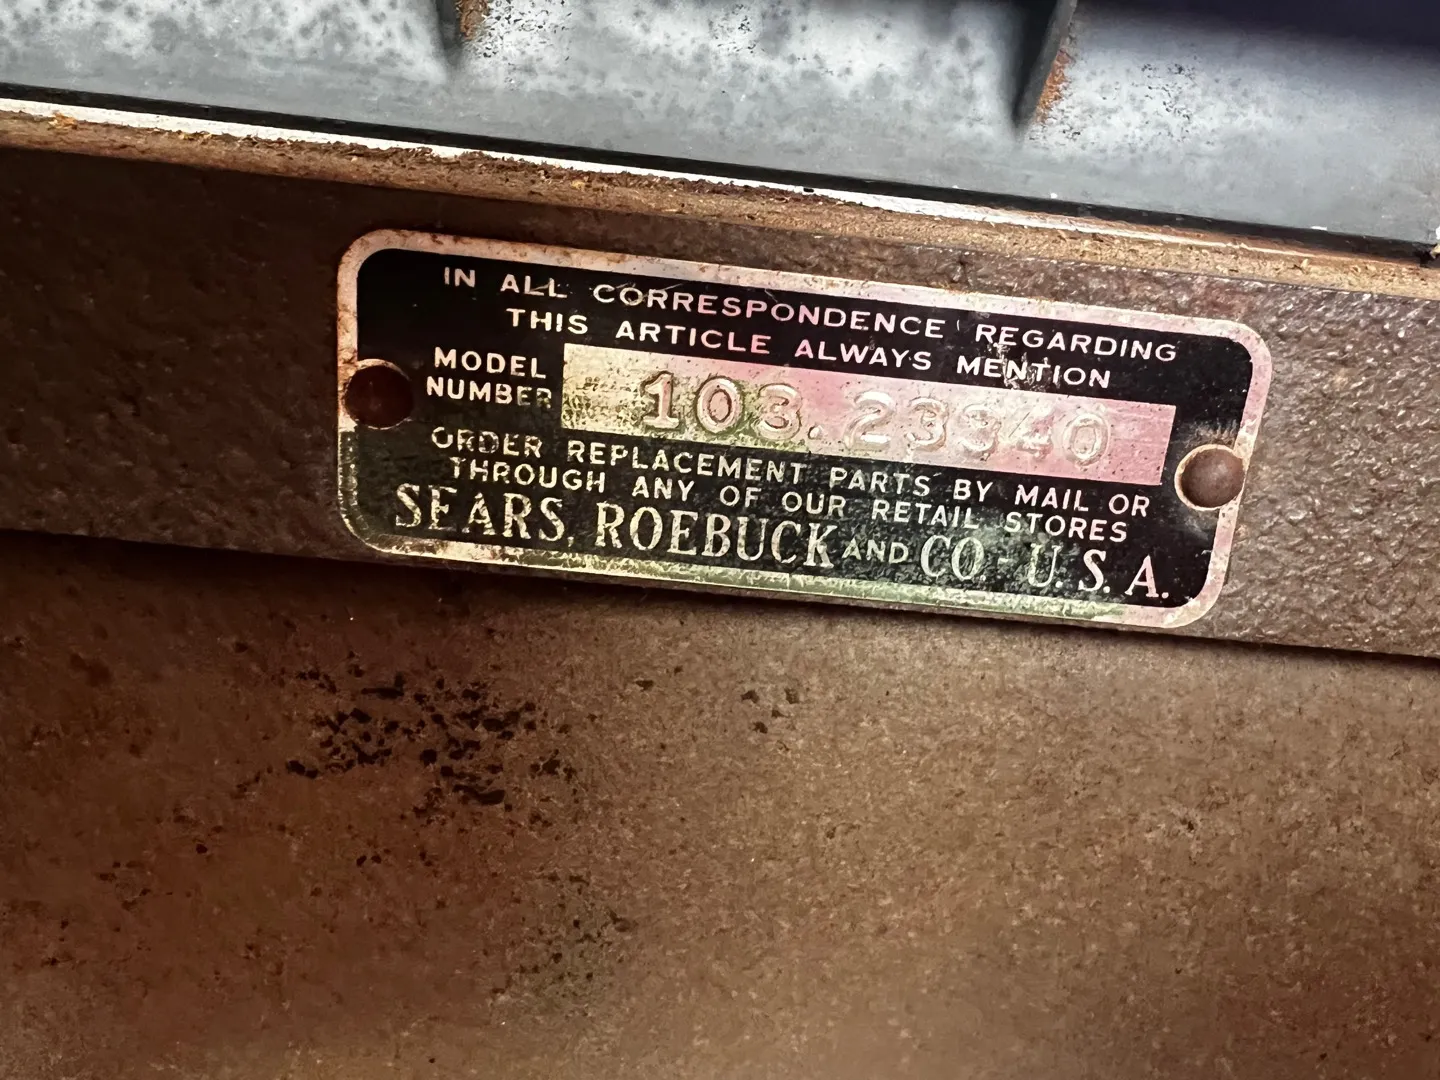 IN ALL CORRESPONDENCE REGARDING
THIS ARTICLE ALWAYS MENTION
MODEL
NUMBER 103.23340
ORDER REPLACEMENT PARTS BY MAIL OR
THROUGH ANY OF OUR RETAIL STORES
SEARS, ROEBUCK AND CO. - U. S. A.